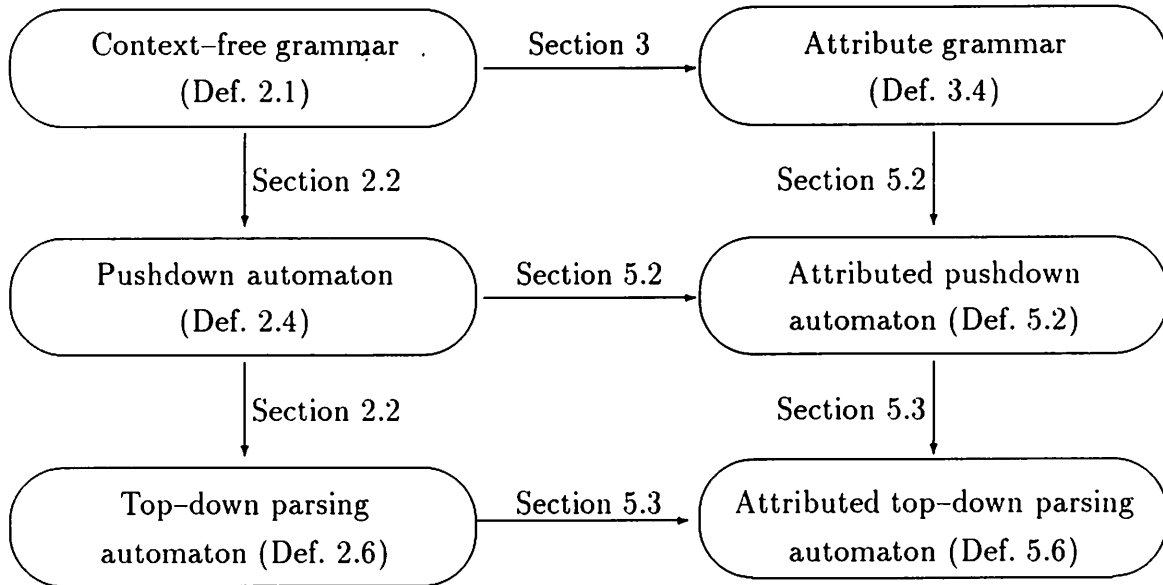 Context–free grammar
(Def. 2.1)
Section 3
Attribute grammar
(Def. 3.4)
Section 2.2
Section 5.2
Pushdown automaton
(Def. 2.4)
Section 5.2
Attributed pushdown
automaton (Def. 5.2)
Section 2.2
Section 5.3
Top–down parsing
automaton (Def. 2.6)
Section 5.3
Attributed top–down parsing
automaton (Def. 5.6)